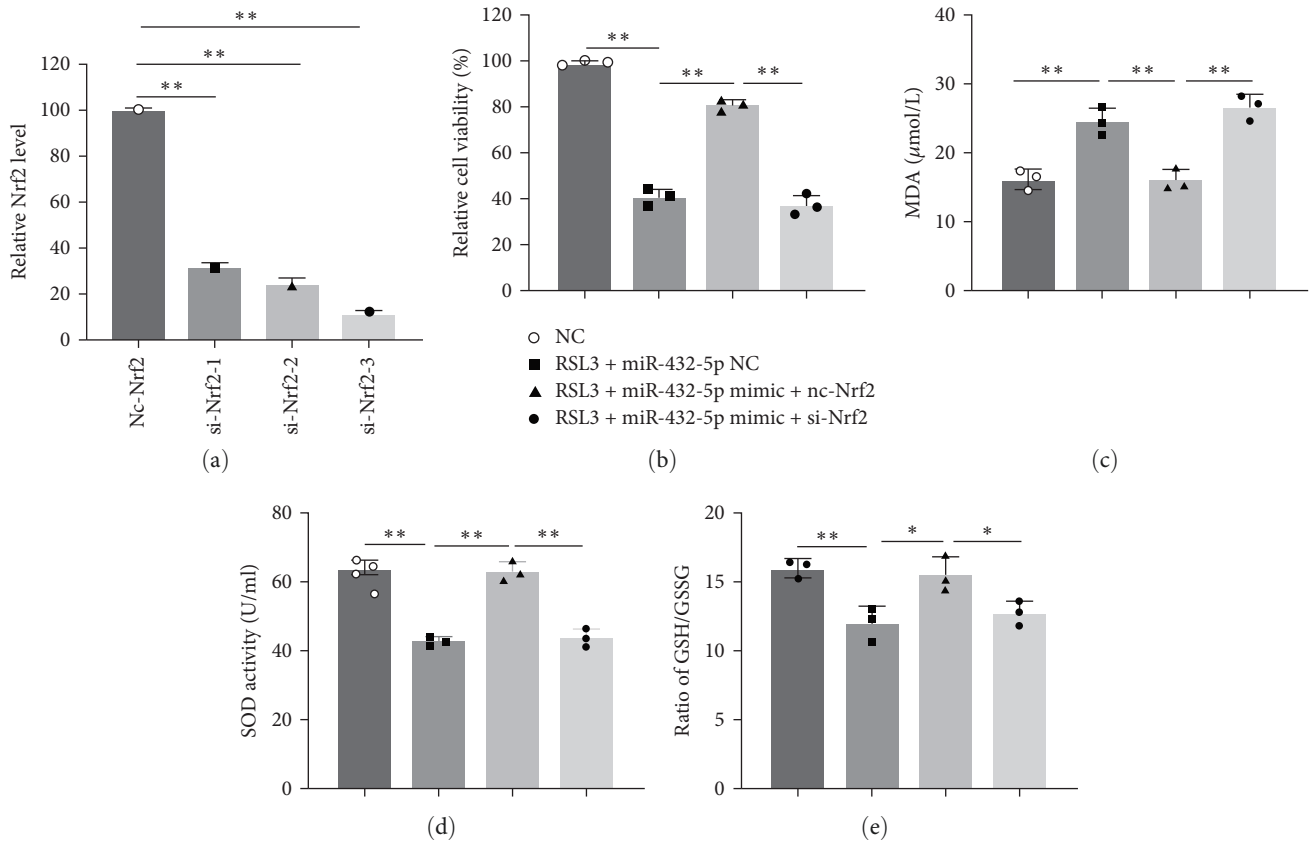 **
**
**
120
100
80
60
40
20
0
Relative Nrf2 level
Nc-Nrf2
si-Nrf2-1
si-Nrf2-2
si-Nrf2-3
(a)
120
100
80
60
40
20
0
Relative cell viability (%)
**
**
**
NC
RSL3 + miR-432-5p NC
RSL3 + miR-432-5p mimic + nc-Nrf2
RSL3 + miR-432-5p mimic + si-Nrf2
(b)
40
30
20
10
0
MDA (μmol/L)
**
**
**
(c)
80
60
40
20
0
SOD activity (U/ml)
**
**
**
(d)
20
15
10
5
0
Ratio of GSH/GSSG
**
*
*
(e)